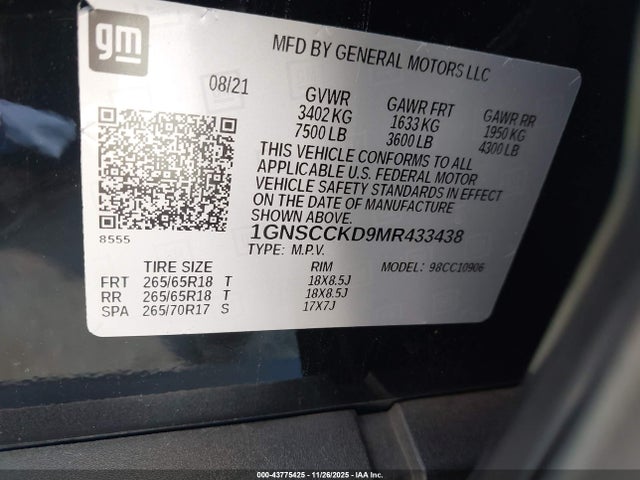 gm
MFD BY GENERAL MOTORS LLC
08/21
GVWR GAWR FRT GAWR RR
3402 KG 1633 KG 1950 KG
7500 LB 3600 LB 4300 LB
THIS VEHICLE CONFORMS TO ALL
APPLICABLE U.S. FEDERAL MOTOR
VEHICLE SAFETY STANDARDS IN EFFECT
ON THE DATE OF MANUFACTURE
SHOWN ABOVE.
8555
1GNSCCKD9MR433438
TYPE: M.P.V. MODEL: 98CC10906
TIRE SIZE RIM
FRT 265/65R18 T 18X8.5J
RR 265/65R18 T 18X8.5J
SPA 265/70R17 S 17X7J
000-43775425 - 11/26/2025 - IAA Inc.